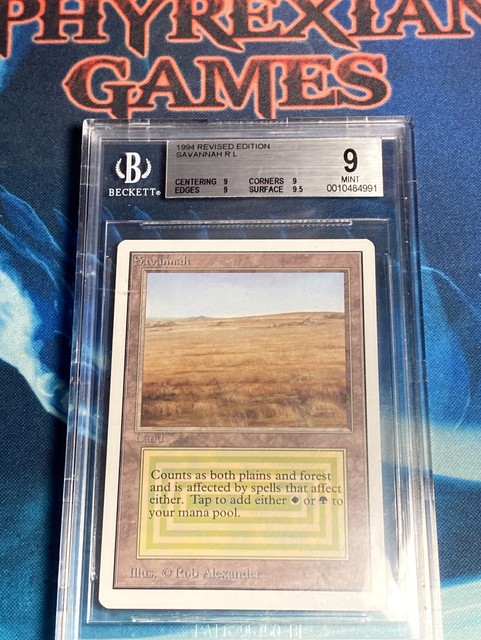 PHYREXIAN
GAMES
1994 REVISED EDITION
SAVANNAH R L
CENTERING 9 CORNERS 9
EDGES 9 SURFACE 9.5
9
MINT
0010484991
B
BECKETT®
Savannah
Land
Counts as both plains and forest
and is affected by spells that affect
either. Tap to add either or to
your mana pool.
Illus. © Rob Alexander